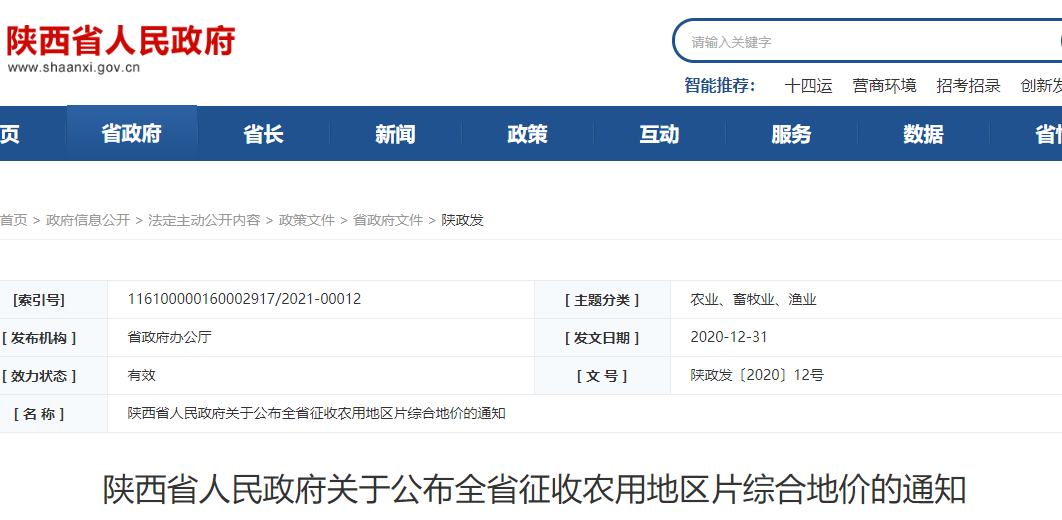 陕西省人民政府
www.shaanxi.gov.cn
请输入关键字
智能推荐： 十四运 营商环境 招考招录 创新发
页 省政府 省长 新闻 政策 互动 服务 数据 省情
首页 > 政府信息公开 > 法定主动公开内容 > 政策文件 > 省政府文件 > 陕政发
[索引号] 116100000160002917/2021-00012 [ 主题分类 ] 农业、畜牧业、渔业
[ 发布机构 ] 省政府办公厅 [ 发文日期 ] 2020-12-31
[ 效力状态 ] 有效 [ 文 号 ] 陕政发〔2020〕12号
[ 名 称 ] 陕西省人民政府关于公布全省征收农用地区片综合地价的通知
陕西省人民政府关于公布全省征收农用地区片综合地价的通知